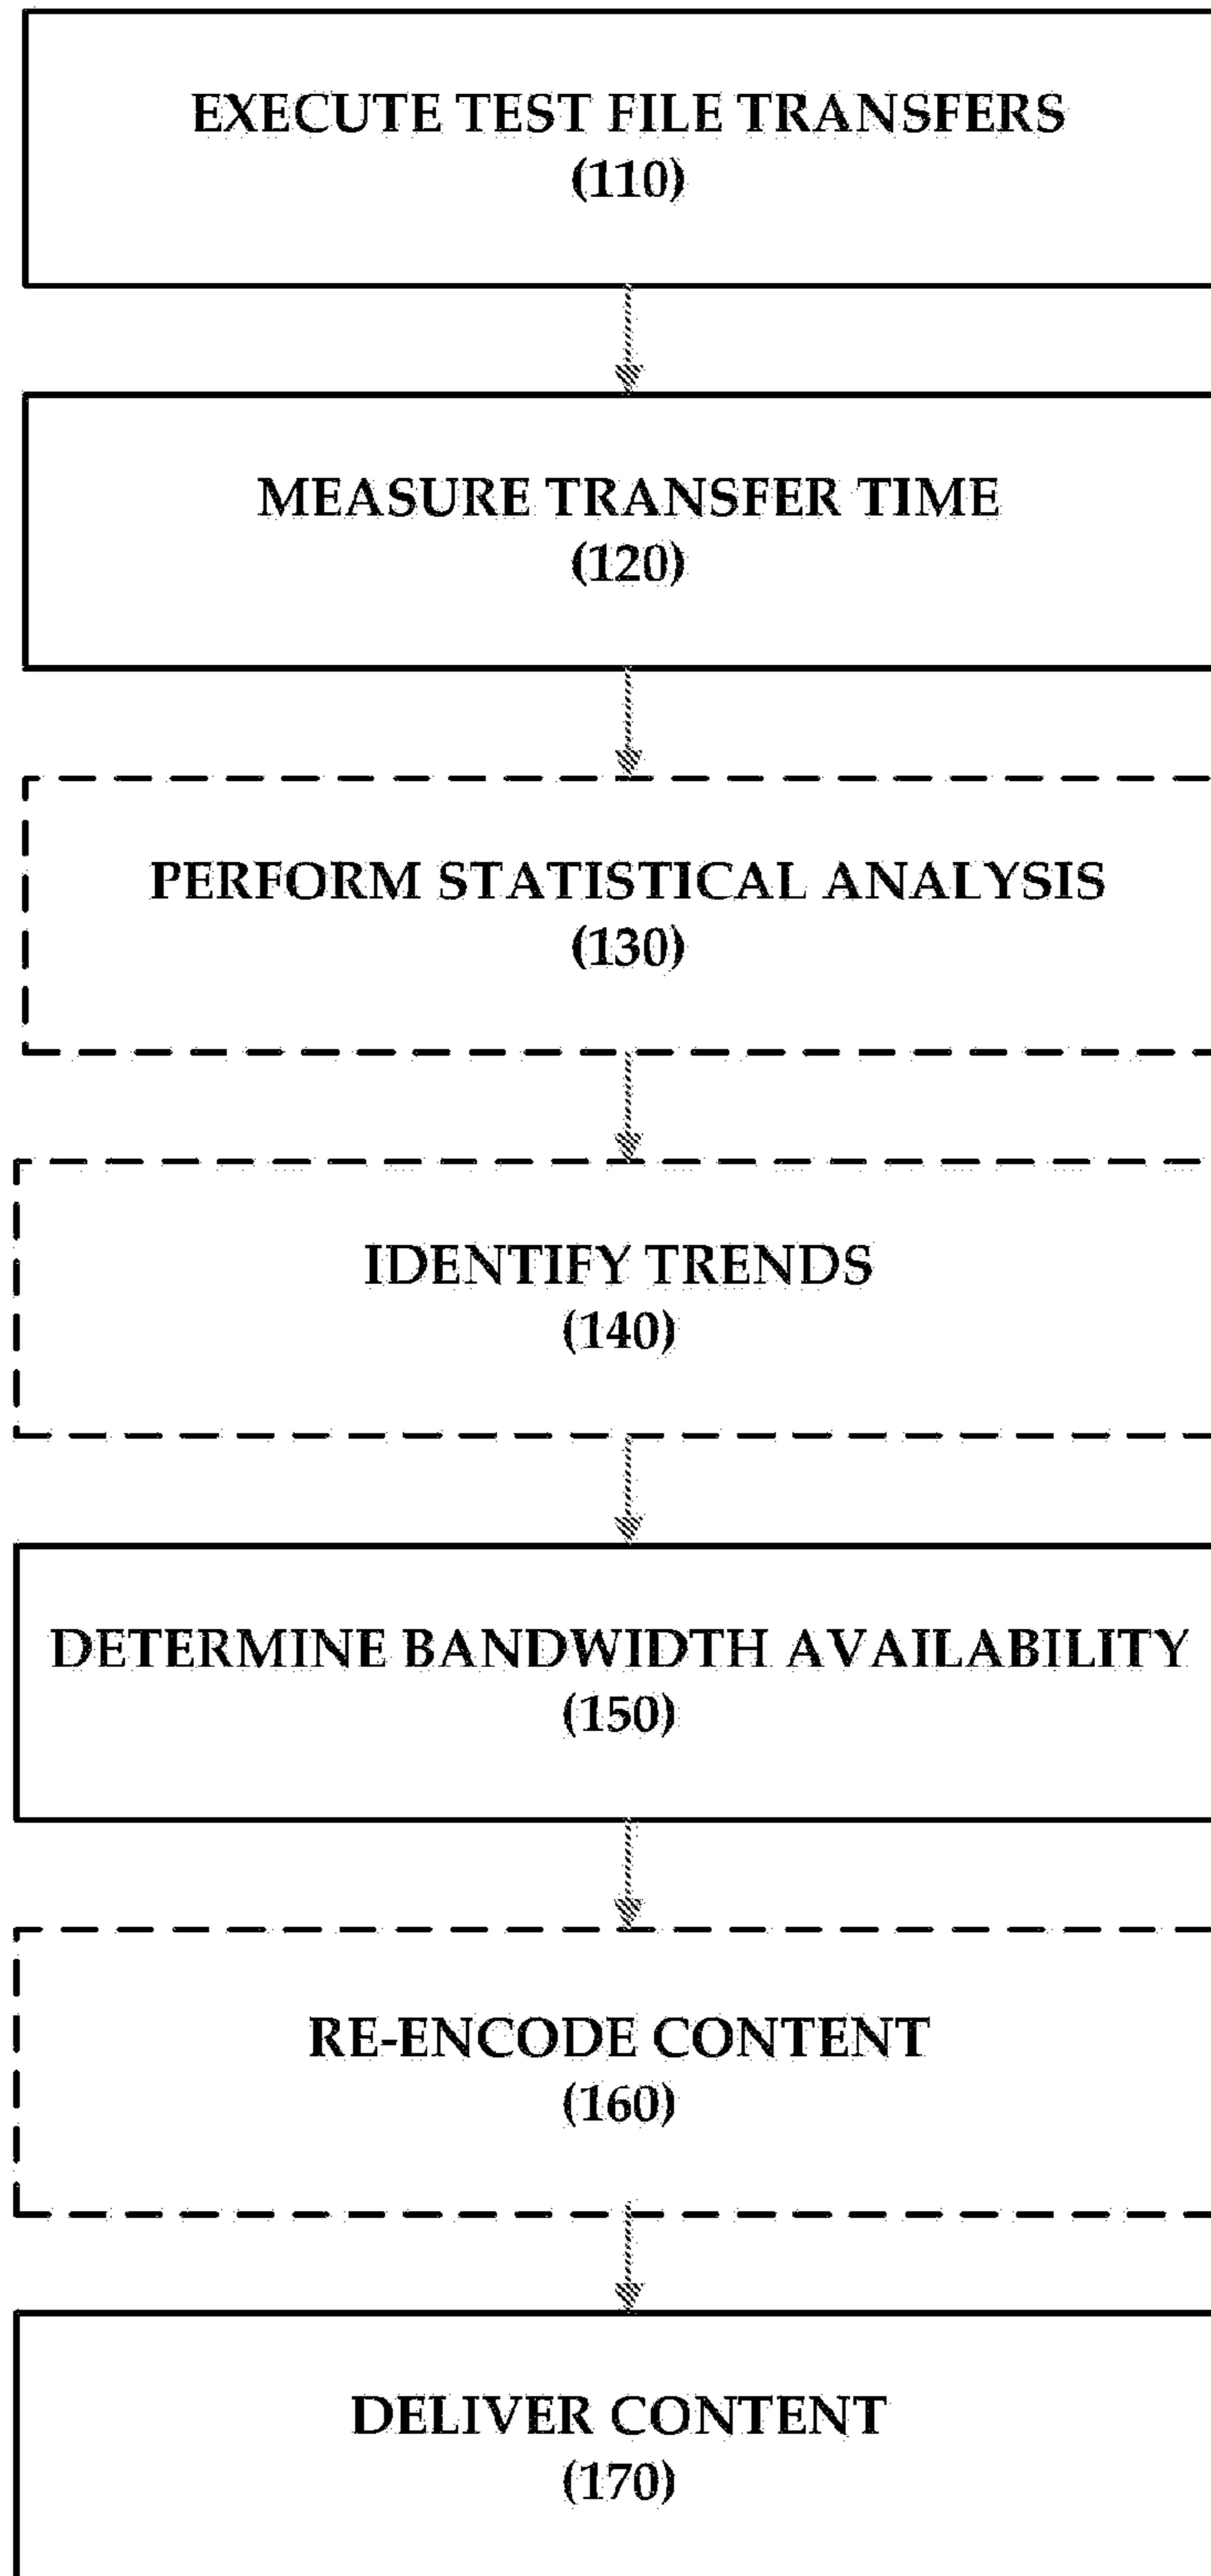 EXECUTE TEST FILE TRANSFERS
(110)
MEASURE TRANSFER TIME
(120)
PERFORM STATISTICAL ANALYSIS
(130)
IDENTIFY TRENDS
(140)
DETERMINE BANDWIDTH AVAILABILITY
(150)
RE-ENCODE CONTENT
(160)
DELIVER CONTENT
(170)